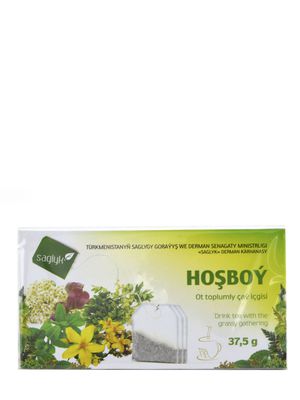 TÜRKMENISTANYŇ SAGLYGY GORAÝYŞ WE DERMAN SENAGATY MINISTRLIGI
«SAGLYK» DERMAN KÄRHANASY
saglyk
HOŞBOÝ
Ot toplumly çaý içgisi
Drink tea with the
grassy gathering
37,5 g